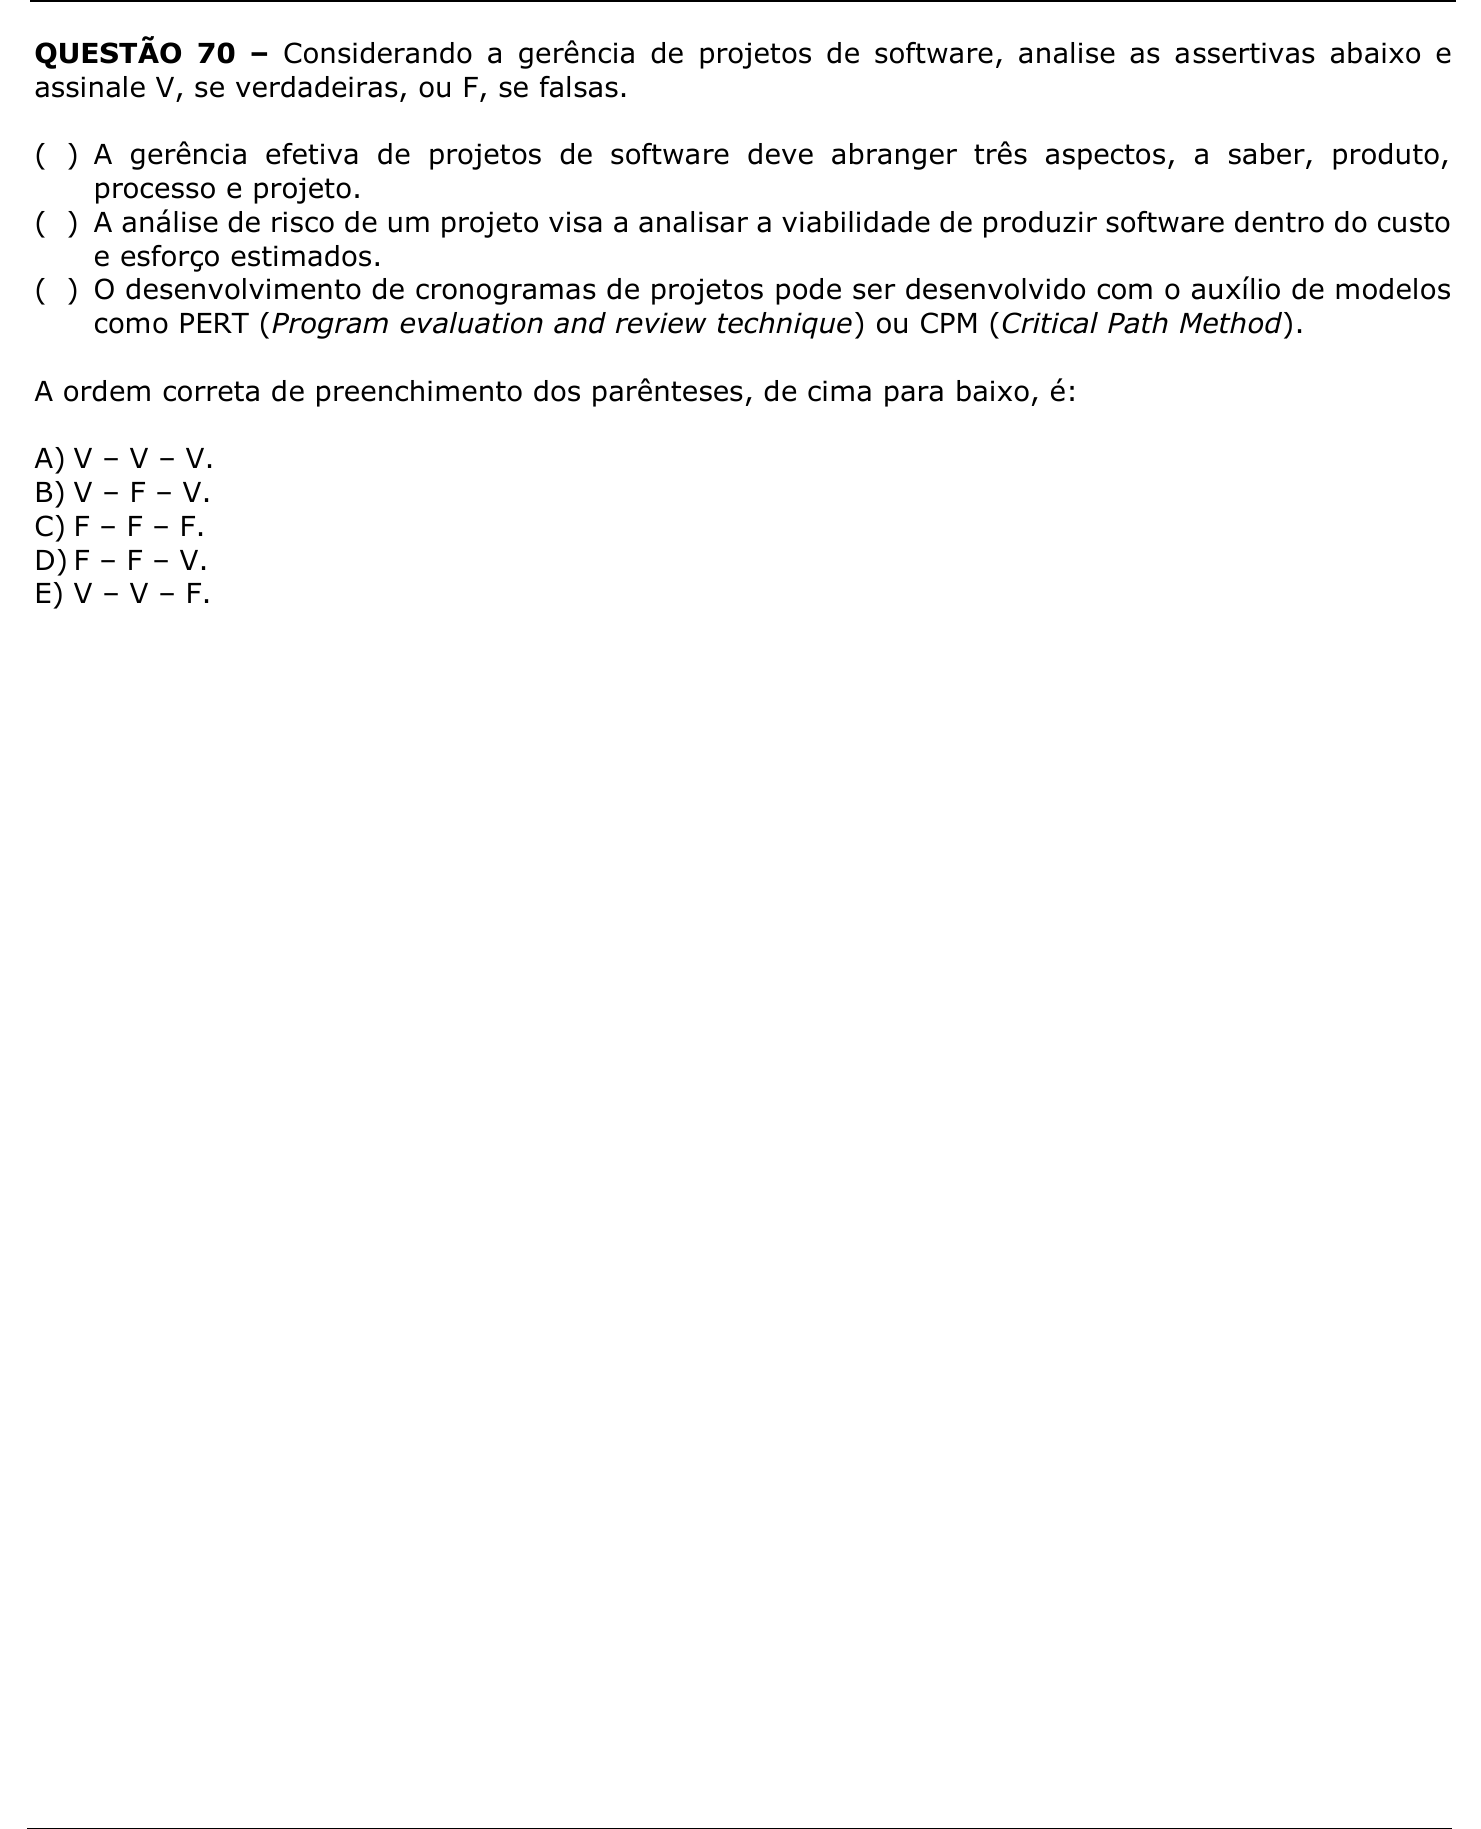 QUESTÃO 70 – Considerando a gerência de projetos de software, analise as assertivas abaixo e
assinale V, se verdadeiras, ou F, se falsas.
( ) A gerência efetiva de projetos de software deve abranger três aspectos, a saber, produto,
processo e projeto.
( ) A análise de risco de um projeto visa a analisar a viabilidade de produzir software dentro do custo
e esforço estimados.
( ) O desenvolvimento de cronogramas de projetos pode ser desenvolvido com o auxílio de modelos
como PERT (Program evaluation and review technique) ou CPM (Critical Path Method).
A ordem correta de preenchimento dos parênteses, de cima para baixo, é:
A) V – V – V.
B) V – F – V.
C) F – F – F.
D) F – F – V.
E) V – V – F.